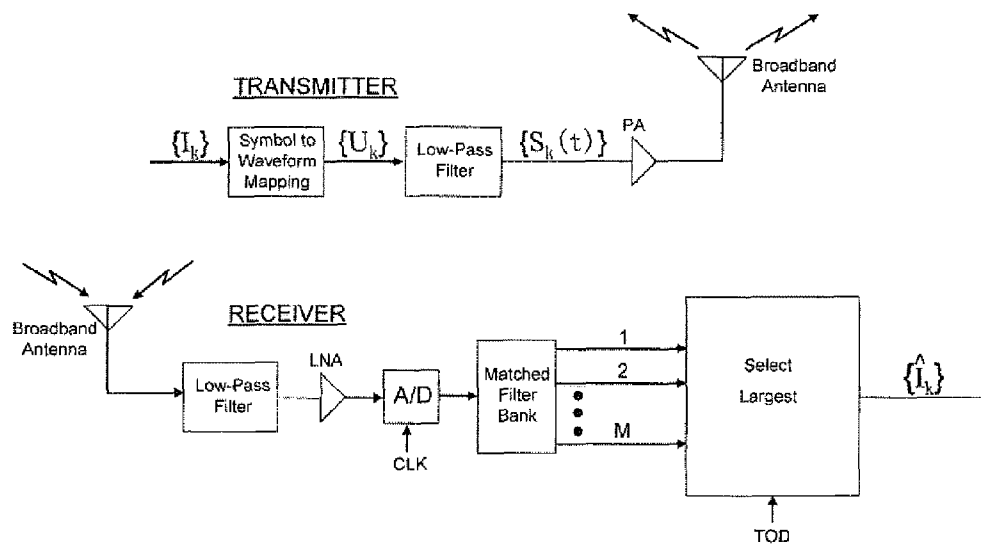 TRANSMITTER
Broadband
Antenna
{I_k}
Symbol to
Waveform
Mapping
{U_k}
Low-Pass
Filter
{S_k(t)}
PA
RECEIVER
Broadband
Antenna
Low-Pass
Filter
LNA
A/D
CLK
Matched
Filter
Bank
1
2
M
Select
Largest
TOD
{Î_k}